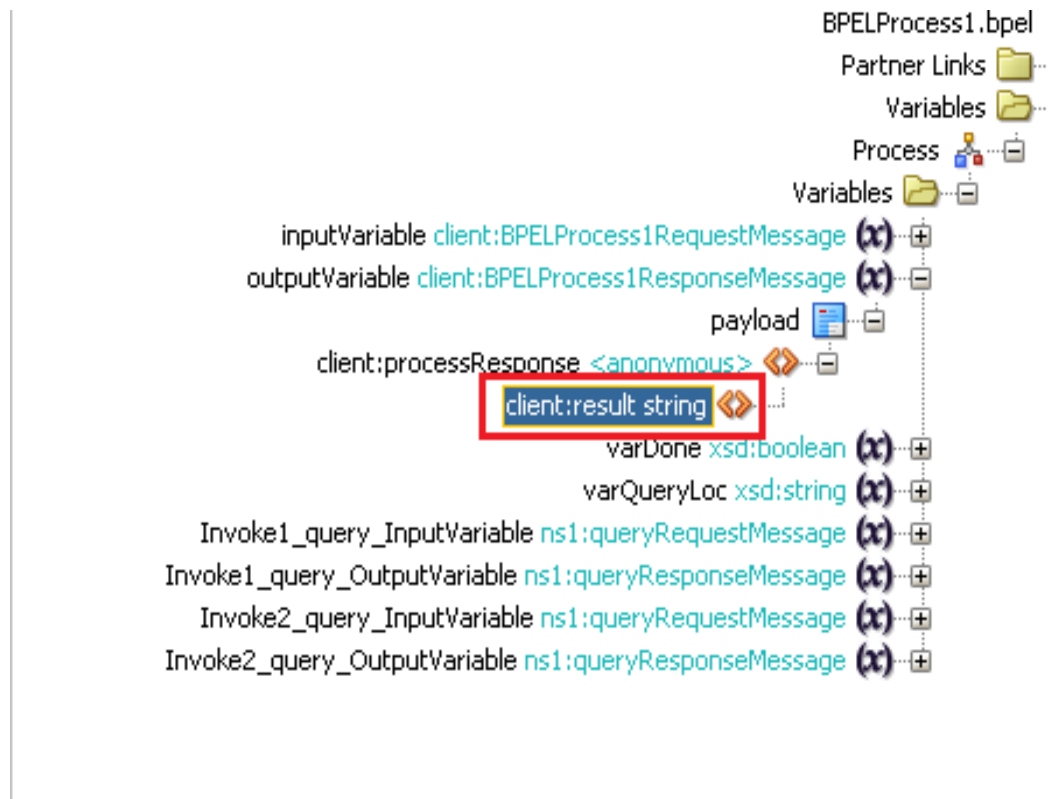 BPELProcess1.bpel
Partner Links
Variables
Process
Variables
inputVariable client:BPELProcess1RequestMessage (x)
outputVariable client:BPELProcess1ResponseMessage (x)
payload
client:processResponse <anonymous>
client:result string
varDone xsd:boolean (x)
varQueryLoc xsd:string (x)
Invoke1_query_InputVariable ns1:queryRequestMessage (x)
Invoke1_query_OutputVariable ns1:queryResponseMessage (x)
Invoke2_query_InputVariable ns1:queryRequestMessage (x)
Invoke2_query_OutputVariable ns1:queryResponseMessage (x)